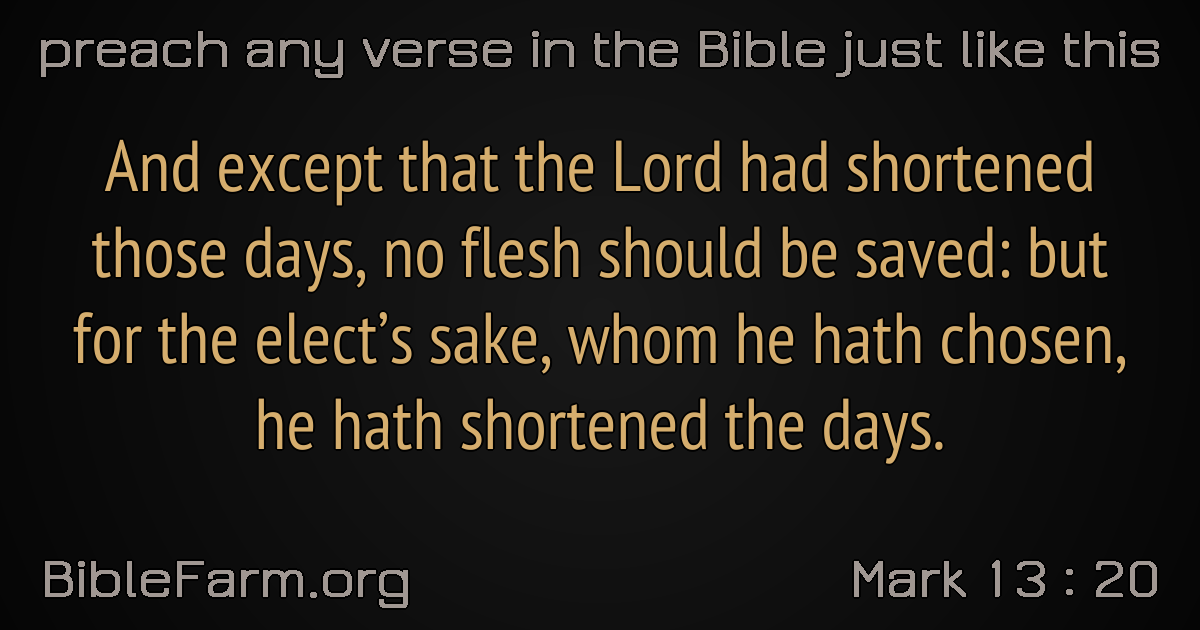 preach any verse in the Bible just like this
And except that the Lord had shortened
those days, no flesh should be saved: but
for the elect’s sake, whom he hath chosen,
he hath shortened the days.
BibleFarm.org
Mark 13 : 20